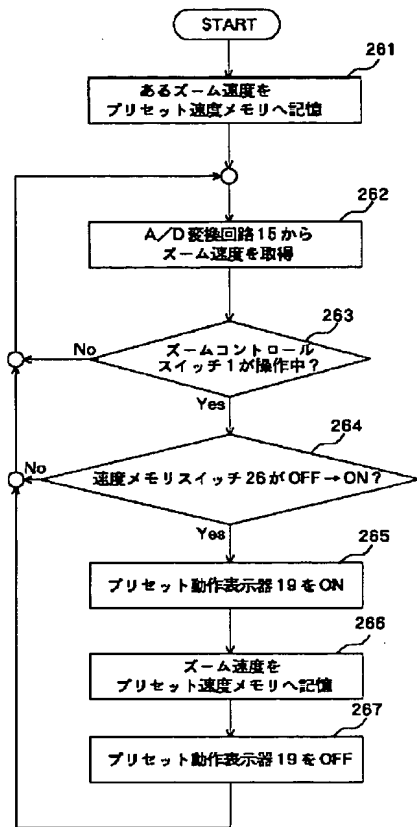 START
261
あるズーム速度を
プリセット速度メモリへ記憶
262
A/D変換回路15から
ズーム速度を取得
263
ズームコントロール
スイッチ1が操作中?
No
Yes
264
速度メモリスイッチ26がOFF→ON?
No
Yes
265
プリセット動作表示器19をON
266
ズーム速度を
プリセット速度メモリへ記憶
267
プリセット動作表示器19をOFF